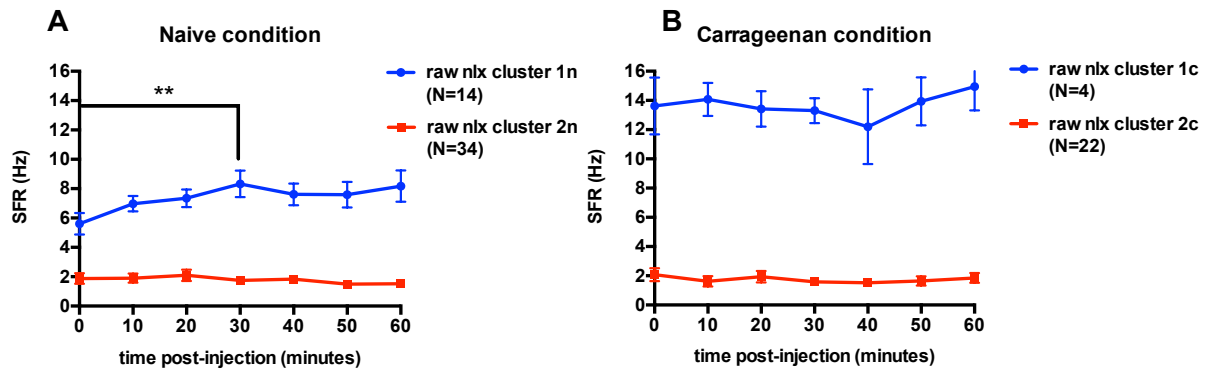 A
Naive condition
**
raw nlx cluster 1n
(N=14)
raw nlx cluster 2n
(N=34)
SFR (Hz)
16
14
12
10
8
6
4
2
0
0 10 20 30 40 50 60
time post-injection (minutes)
B
Carrageenan condition
raw nlx cluster 1c
(N=4)
raw nlx cluster 2c
(N=22)
SFR (Hz)
16
14
12
10
8
6
4
2
0
0 10 20 30 40 50 60
time post-injection (minutes)